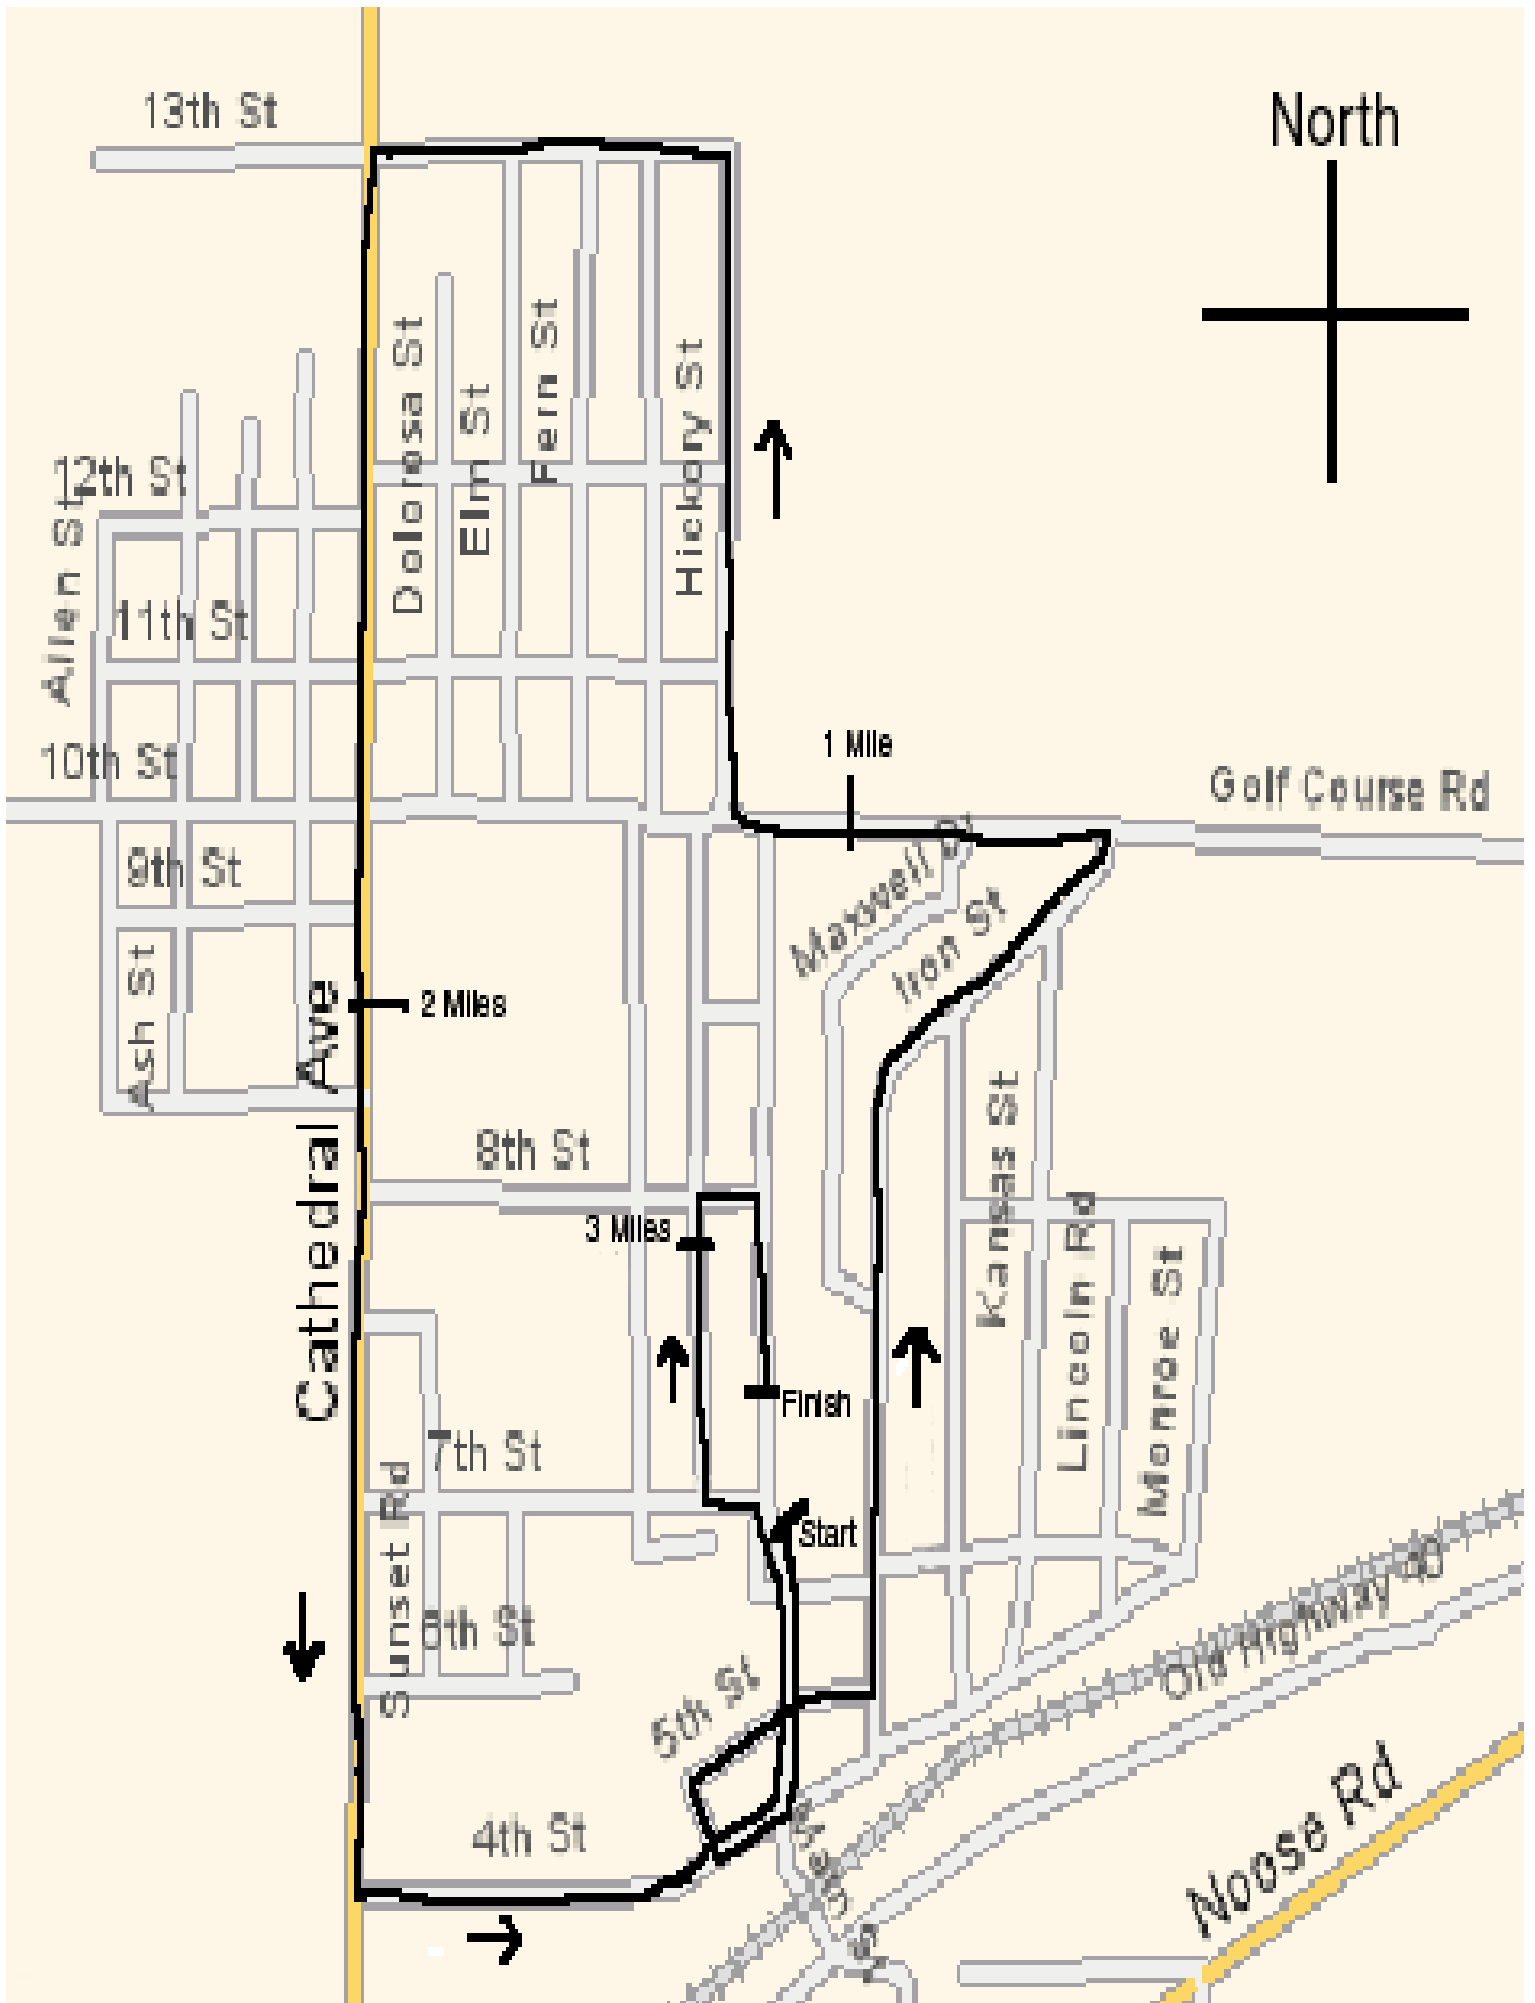 13th St
North
Dolorosa St
Elm St
Fern St
Hickory St
12th St
Allen St
11th St
10th St
1 Mile
Golf Course Rd
9th St
Maxwell Dr
Iron St
Ash St
2 Miles
Cathedral Ave
8th St
3 Miles
Kansas St
Lincoln Rd
Monroe St
Finish
7th St
Start
Sunset Rd
6th St
5th St
Old Highway 40
4th St
Noose Rd